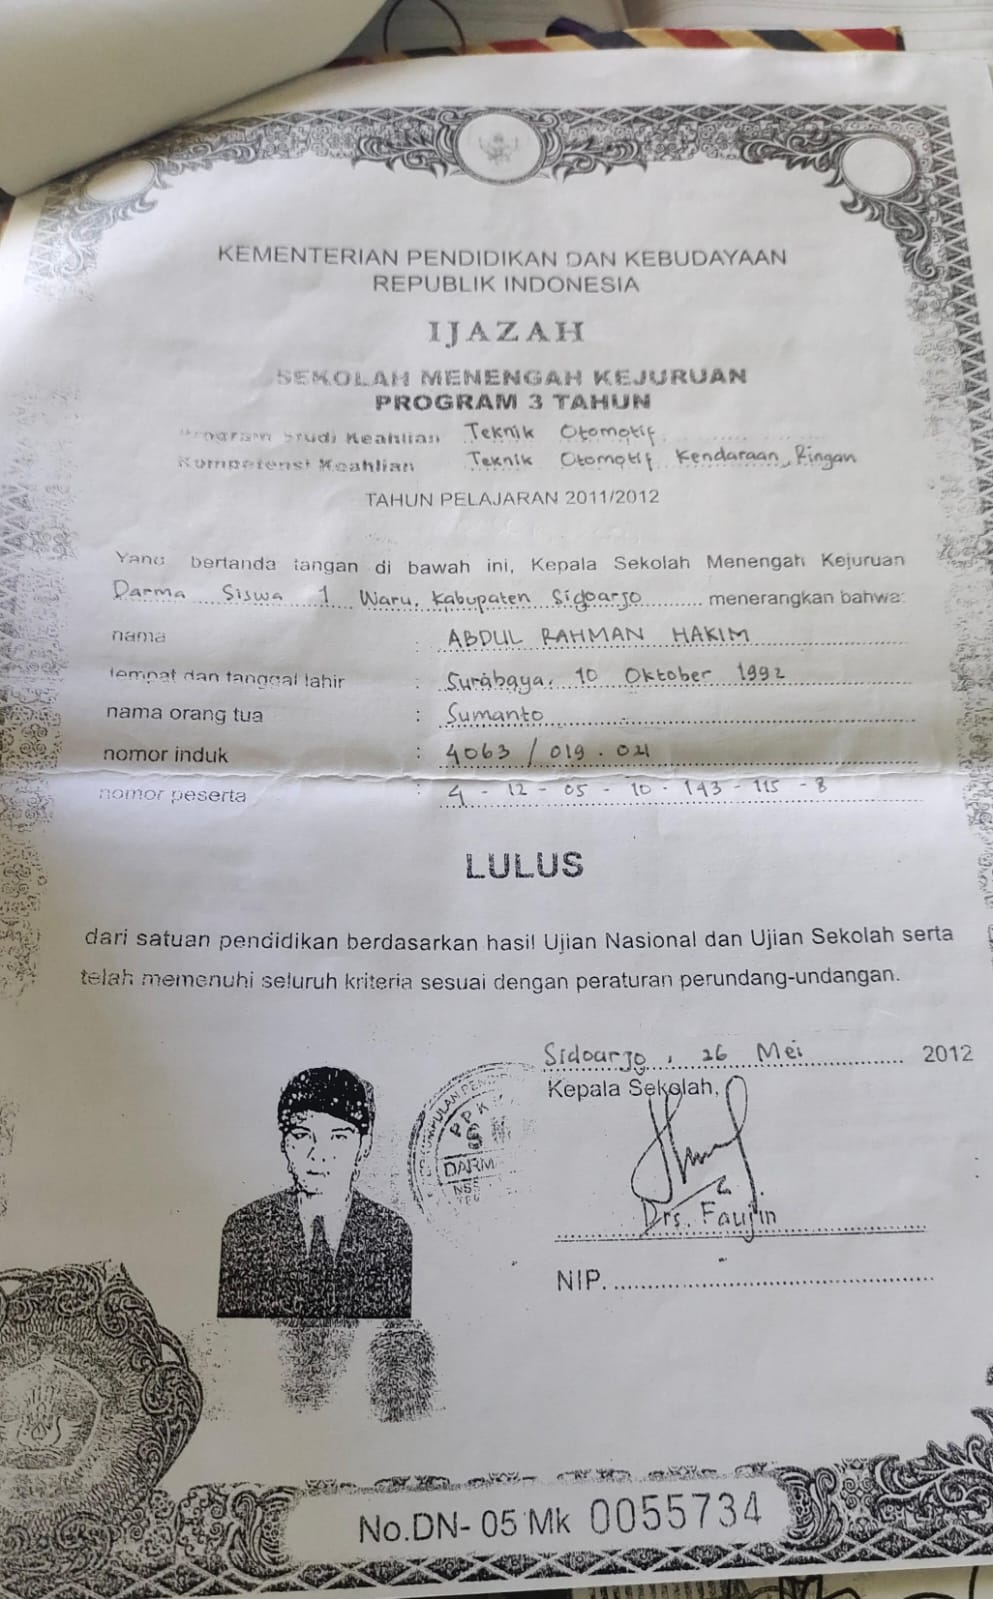 KEMENTERIAN PENDIDIKAN DAN KEBUDAYAAN
REPUBLIK INDONESIA
IJAZAH
SEKOLAH MENENGAH KEJURUAN
PROGRAM 3 TAHUN
Program Studi Keahlian Teknik Otomotif
Kompetensi Keahlian Teknik Otomotif Kendaraan Ringan
TAHUN PELAJARAN 2011/2012
Yang bertanda tangan di bawah ini, Kepala Sekolah Menengah Kejuruan
Darma Siswa 1 Waru, Kabupaten Sidoarjo menerangkan bahwa:
nama : ABDUL RAHMAN HAKIM
tempat dan tanggal lahir : Surabaya, 10 Oktober 1992
nama orang tua : Sumanto
nomor induk : 4063 / 019 . 04
nomor peserta : 4 - 12 - 05 - 10 - 143 - 115 - 8
LULUS
dari satuan pendidikan berdasarkan hasil Ujian Nasional dan Ujian Sekolah serta
telah memenuhi seluruh kriteria sesuai dengan peraturan perundang-undangan.
Sidoarjo, 26 Mei 2012
Kepala Sekolah,
PPK
DARM
Drs. Faujin
NIP.
No.DN- 05 Mk 0055734